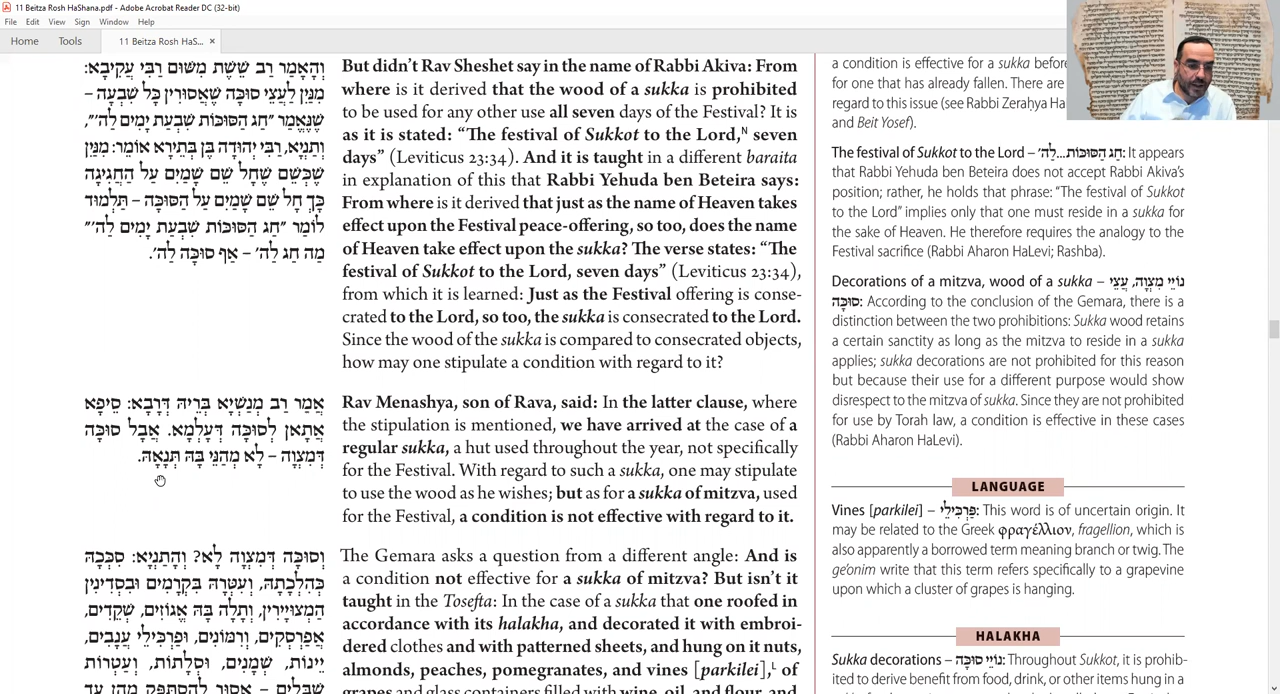 11 Beitza Rosh HaShana.pdf - Adobe Acrobat Reader DC (32-bit)
File Edit View Sign Window Help
Home Tools 11 Beitza Rosh HaS... ×
וְהָאָמַר רַב שֵׁשֶׁת מִשּׁוּם רַבִּי עֲקִיבָא:
מִנַּיִן לַעֲצֵי סוּכָּה שֶׁאֲסוּרִין כׇּל שִׁבְעָה –
שֶׁנֶּאֱמַר ״חַג הַסּוּכּוֹת שִׁבְעַת יָמִים לַה׳״,
וְתַנְיָא, רַבִּי יְהוּדָה בֶּן בְּתֵירָא אוֹמֵר: מִנַּיִן
שֶׁכְּשֵׁם שֶׁחָל שֵׁם שָׁמַיִם עַל הַחֲגִיגָה
כָּךְ חָל שֵׁם שָׁמַיִם עַל הַסּוּכָּה – תַּלְמוּד
לוֹמַר ״חַג הַסּוּכּוֹת שִׁבְעַת יָמִים לַה׳״
מַה חַג לַה׳ – אַף סוּכָּה לַה׳.
אֲמַר רַב מְנַשְּׁיָא בְּרֵיהּ דְּרָבָא: סֵיפָא
אֲתָאן לְסוּכָּה דְּעָלְמָא. אֲבָל סוּכָּה
דְּמִצְוָה – לָא מְהַנֵּי בַּהּ תְּנָאָה.
וְסוּכָּה דְּמִצְוָה לָא? וְהָתַנְיָא: סִכְּכָהּ
כְּהִלְכָתָהּ, וְעִטְּרָהּ בִּקְרָמִים וּבִסְדִינִין
הַמְצוּיָּירִין, וְתָלָה בָּהּ אֱגוֹזִים, שְׁקֵדִים,
אֲפַרְסְקִים, וְרִמּוֹנִים, וּפַרְכִּילֵי עֲנָבִים,
יֵינוֹת, שְׁמָנִים, וּסְלָתוֹת, וְעַטְרוֹת
שִׁבֳּלִים – אָסוּר לְהִסְתַּפֵּק מֵהֶן עַד
But didn't Rav Sheshet say in the name of Rabbi Akiva: From
where is it derived that the wood of a sukka is prohibited
to be used for any other use all seven days of the Festival? It is
as it is stated: “The festival of Sukkot to the Lord,ᴺ seven
days” (Leviticus 23:34). And it is taught in a different baraita
in explanation of this that Rabbi Yehuda ben Beteira says:
From where is it derived that just as the name of Heaven takes
effect upon the Festival peace-offering, so too, does the name
of Heaven take effect upon the sukka? The verse states: “The
festival of Sukkot to the Lord, seven days” (Leviticus 23:34),
from which it is learned: Just as the Festival offering is conse-
crated to the Lord, so too, the sukka is consecrated to the Lord.
Since the wood of the sukka is compared to consecrated objects,
how may one stipulate a condition with regard to it?
Rav Menashya, son of Rava, said: In the latter clause, where
the stipulation is mentioned, we have arrived at the case of a
regular sukka, a hut used throughout the year, not specifically
for the Festival. With regard to such a sukka, one may stipulate
to use the wood as he wishes; but as for a sukka of mitzva, used
for the Festival, a condition is not effective with regard to it.
The Gemara asks a question from a different angle: And is
a condition not effective for a sukka of mitzva? But isn't it
taught in the Tosefta: In the case of a sukka that one roofed in
accordance with its halakha, and decorated it with embroi-
dered clothes and with patterned sheets, and hung on it nuts,
almonds, peaches, pomegranates, and vines [parkilei],ᴸ of
grapes and glass containers filled with wine, oil, and flour, and
a condition is effective for a sukka before
for one that has already fallen. There are
regard to this issue (see Rabbi Zeraḥya Ha
and Beit Yosef).
The festival of Sukkot to the Lord – חַג הַסּוּכּוֹת...לַה׳: It appears
that Rabbi Yehuda ben Beteira does not accept Rabbi Akiva's
position; rather, he holds that phrase: “The festival of Sukkot
to the Lord” implies only that one must reside in a sukka for
the sake of Heaven. He therefore requires the analogy to the
Festival sacrifice (Rabbi Aharon HaLevi; Rashba).
Decorations of a mitzva, wood of a sukka – נוֹיֵי מִצְוָה, עֲצֵי
סוּכָּה: According to the conclusion of the Gemara, there is a
distinction between the two prohibitions: Sukka wood retains
a certain sanctity as long as the mitzva to reside in a sukka
applies; sukka decorations are not prohibited for this reason
but because their use for a different purpose would show
disrespect to the mitzva of sukka. Since they are not prohibited
for use by Torah law, a condition is effective in these cases
(Rabbi Aharon HaLevi).
LANGUAGE
Vines [parkilei] – פַּרְכִּילֵי: This word is of uncertain origin. It
may be related to the Greek φραγέλλιον, fragellion, which is
also apparently a borrowed term meaning branch or twig. The
ge'onim write that this term refers specifically to a grapevine
upon which a cluster of grapes is hanging.
HALAKHA
Sukka decorations – נוֹיֵי סוּכָּה: Throughout Sukkot, it is prohib-
ited to derive benefit from food, drink, or other items hung in a